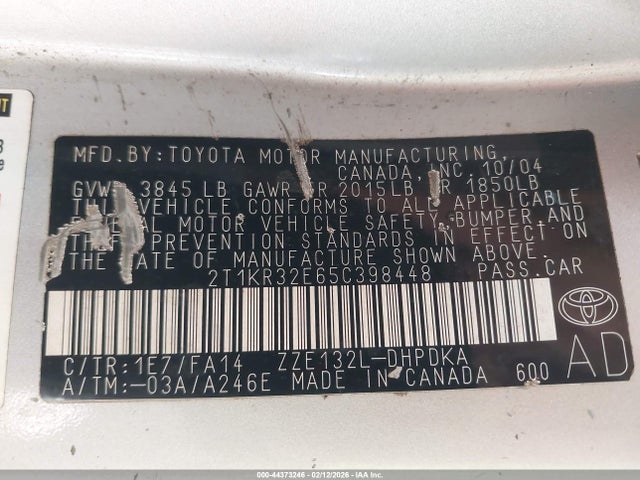 MFD.BY:TOYOTA MOTOR MANUFACTURING,
CANADA, INC. 10/04
GVWR 3845LB GAWR FR 2015LB RR 1850LB
THIS VEHICLE CONFORMS TO ALL APPLICABLE
FEDERAL MOTOR VEHICLE SAFETY, BUMPER, AND
THEFT PREVENTION STANDARDS IN EFFECT ON
THE DATE OF MANUFACTURE SHOWN ABOVE.
2T1KR32E65C398448 PASS.CAR
C/TR:1E7/FA14 ZZE132L-DHPDKA
A/TM:-03A/A246E MADE IN CANADA 600
AD
000-44373246 - 02/12/2026 - IAA Inc.